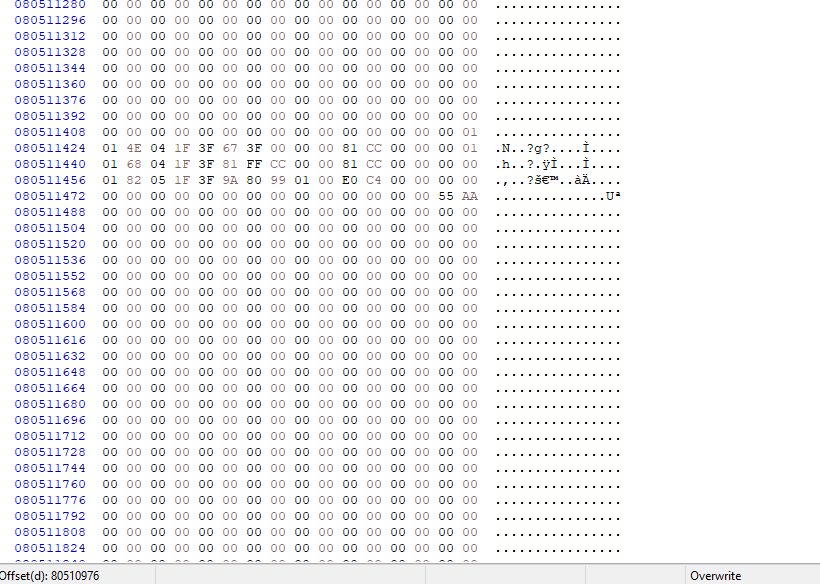 080511280 00 00 00 00 00 00 00 00 00 00 00 00 00 00 00 00 ................
080511296 00 00 00 00 00 00 00 00 00 00 00 00 00 00 00 00 ................
080511312 00 00 00 00 00 00 00 00 00 00 00 00 00 00 00 00 ................
080511328 00 00 00 00 00 00 00 00 00 00 00 00 00 00 00 00 ................
080511344 00 00 00 00 00 00 00 00 00 00 00 00 00 00 00 00 ................
080511360 00 00 00 00 00 00 00 00 00 00 00 00 00 00 00 00 ................
080511376 00 00 00 00 00 00 00 00 00 00 00 00 00 00 00 00 ................
080511392 00 00 00 00 00 00 00 00 00 00 00 00 00 00 00 00 ................
080511408 00 00 00 00 00 00 00 00 00 00 00 00 00 00 00 01 ................
080511424 01 4E 04 1F 3F 67 3F 00 00 00 81 CC 00 00 00 01 .N..?g?....Ì....
080511440 01 68 04 1F 3F 81 FF CC 00 00 81 CC 00 00 00 01 .h..?.ÿÌ...Ì....
080511456 01 82 05 1F 3F 9A 80 99 01 00 E0 C4 00 00 00 00 .‚..?š€™..àÄ....
080511472 00 00 00 00 00 00 00 00 00 00 00 00 00 00 55 AA ..............Uª
080511488 00 00 00 00 00 00 00 00 00 00 00 00 00 00 00 00 ................
080511504 00 00 00 00 00 00 00 00 00 00 00 00 00 00 00 00 ................
080511520 00 00 00 00 00 00 00 00 00 00 00 00 00 00 00 00 ................
080511536 00 00 00 00 00 00 00 00 00 00 00 00 00 00 00 00 ................
080511552 00 00 00 00 00 00 00 00 00 00 00 00 00 00 00 00 ................
080511568 00 00 00 00 00 00 00 00 00 00 00 00 00 00 00 00 ................
080511584 00 00 00 00 00 00 00 00 00 00 00 00 00 00 00 00 ................
080511600 00 00 00 00 00 00 00 00 00 00 00 00 00 00 00 00 ................
080511616 00 00 00 00 00 00 00 00 00 00 00 00 00 00 00 00 ................
080511632 00 00 00 00 00 00 00 00 00 00 00 00 00 00 00 00 ................
080511648 00 00 00 00 00 00 00 00 00 00 00 00 00 00 00 00 ................
080511664 00 00 00 00 00 00 00 00 00 00 00 00 00 00 00 00 ................
080511680 00 00 00 00 00 00 00 00 00 00 00 00 00 00 00 00 ................
080511696 00 00 00 00 00 00 00 00 00 00 00 00 00 00 00 00 ................
080511712 00 00 00 00 00 00 00 00 00 00 00 00 00 00 00 00 ................
080511728 00 00 00 00 00 00 00 00 00 00 00 00 00 00 00 00 ................
080511744 00 00 00 00 00 00 00 00 00 00 00 00 00 00 00 00 ................
080511760 00 00 00 00 00 00 00 00 00 00 00 00 00 00 00 00 ................
080511776 00 00 00 00 00 00 00 00 00 00 00 00 00 00 00 00 ................
080511792 00 00 00 00 00 00 00 00 00 00 00 00 00 00 00 00 ................
080511808 00 00 00 00 00 00 00 00 00 00 00 00 00 00 00 00 ................
080511824 00 00 00 00 00 00 00 00 00 00 00 00 00 00 00 00 ................
Offset(d): 80510976 Overwrite